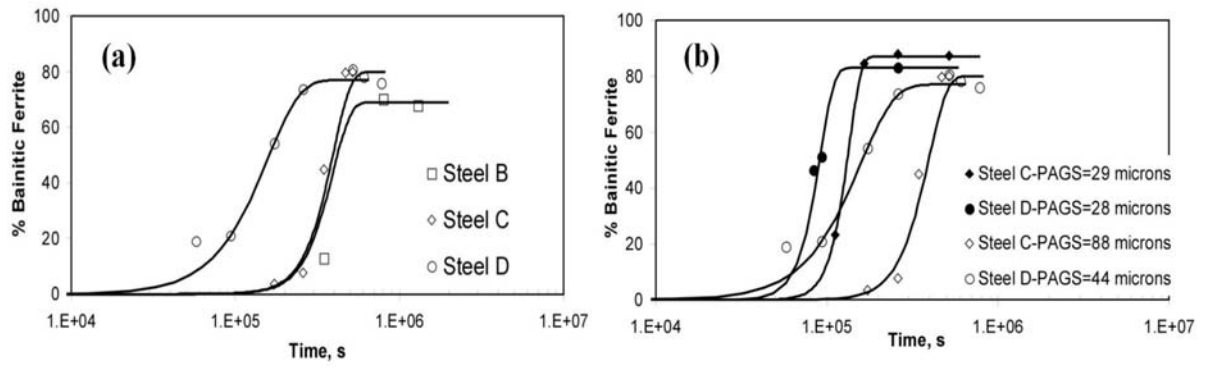 100
80
60
40
20
0
% Bainitic Ferrite
(a)
Steel B
Steel C
Steel D
1.E+04
1.E+05
1.E+06
1.E+07
Time, s
100
80
60
40
20
0
% Bainitic Ferrite
(b)
Steel C-PAGS=29 microns
Steel D-PAGS=28 microns
Steel C-PAGS=88 microns
Steel D-PAGS=44 microns
1.E+04
1.E+05
1.E+06
1.E+07
Time, s